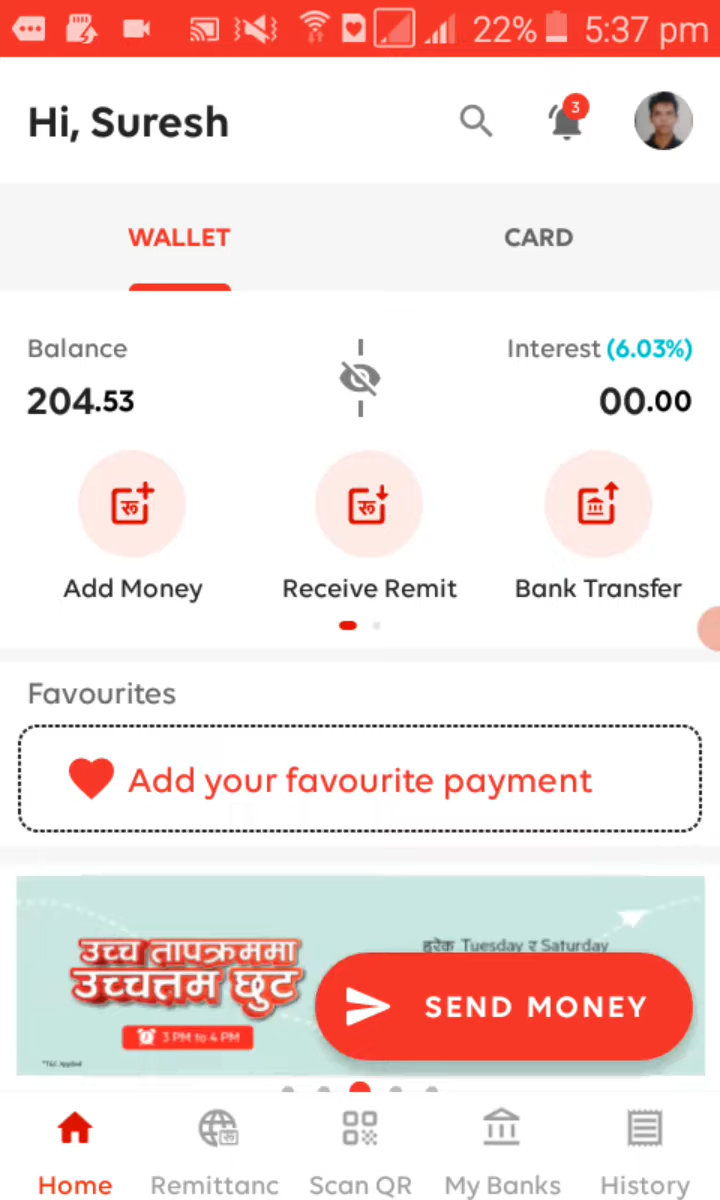 22% 5:37 pm
Hi, Suresh
3
WALLET CARD
Balance Interest (6.03%)
204.53 00.00
रू रू
Add Money Receive Remit Bank Transfer
Favourites
Add your favourite payment
हरेक Tuesday र Saturday
उच्च तापक्रममा
उच्चतम छुट
3 PM to 4 PM
*T&C Applied
SEND MONEY
Home Remittanc Scan QR My Banks History